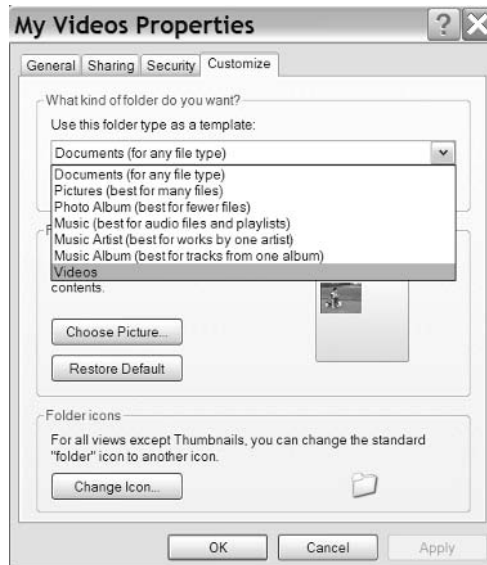 My Videos Properties
General Sharing Security Customize
What kind of folder do you want?
Use this folder type as a template:
Documents (for any file type)
Documents (for any file type)
Pictures (best for many files)
Photo Album (best for fewer files)
Music (best for audio files and playlists)
Music Artist (best for works by one artist)
Music Album (best for tracks from one album)
Videos
contents.
Choose Picture...
Restore Default
Folder icons
For all views except Thumbnails, you can change the standard
"folder" icon to another icon.
Change Icon...
OK Cancel Apply